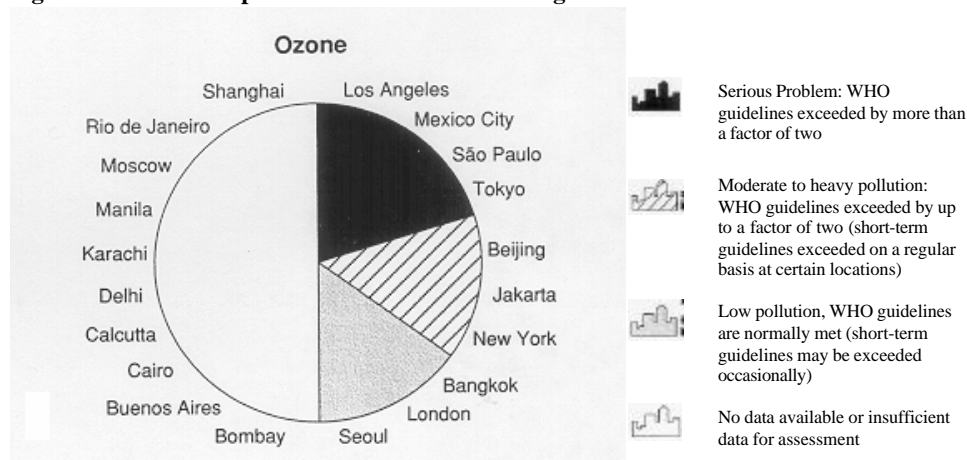 Ozone
Shanghai
Los Angeles
Rio de Janeiro
Mexico City
Moscow
São Paulo
Manila
Tokyo
Karachi
Beijing
Delhi
Jakarta
Calcutta
New York
Cairo
Bangkok
Buenos Aires
London
Bombay
Seoul
Serious Problem: WHO
guidelines exceeded by more than
a factor of two
Moderate to heavy pollution:
WHO guidelines exceeded by up
to a factor of two (short-term
guidelines exceeded on a regular
basis at certain locations)
Low pollution, WHO guidelines
are normally met (short-term
guidelines may be exceeded
occasionally)
No data available or insufficient
data for assessment